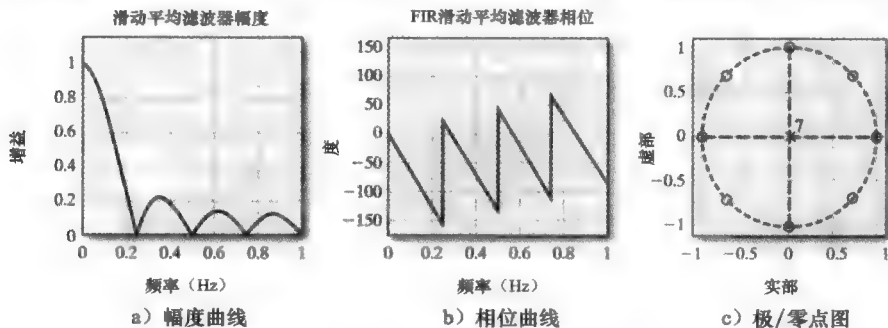 滑动平均滤波器幅度
1
0.8
0.6
0.4
0.2
0
增益
0 0.2 0.4 0.6 0.8 1
频率（Hz）
a）幅度曲线
FIR滑动平均滤波器相位
150
100
50
0
-50
-100
-150
度
0 0.2 0.4 0.6 0.8 1
频率（Hz）
b）相位曲线
1
0.5
0
-0.5
-1
虚部
7
-1 -0.5 0 0.5 1
实部
c）极/零点图